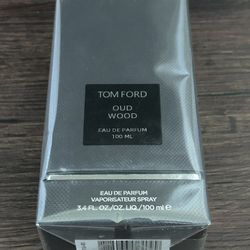 TOM FORD
OUD
WOOD
EAU DE PARFUM
100 ML
EAU DE PARFUM
VAPORISATEUR SPRAY
3.4 FL.OZ./OZ. LIQ./100 ml ℮